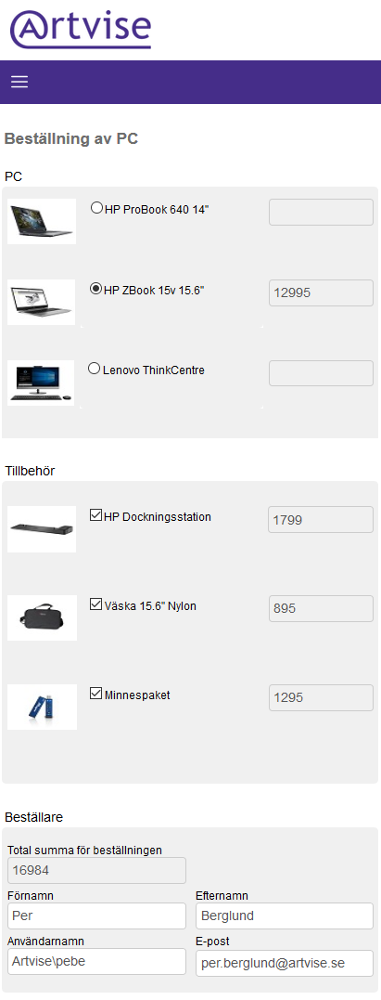 Artvise
Beställning av PC
PC
HP ProBook 640 14"
HP ZBook 15v 15.6" 12995
Lenovo ThinkCentre
Tillbehör
HP Dockningsstation 1799
Väska 15.6" Nylon 895
Minnespaket 1295
Beställare
Total summa för beställningen
16984
Förnamn Efternamn
Per Berglund
Användarnamn E-post
Artvise\pebe per.berglund@artvise.se